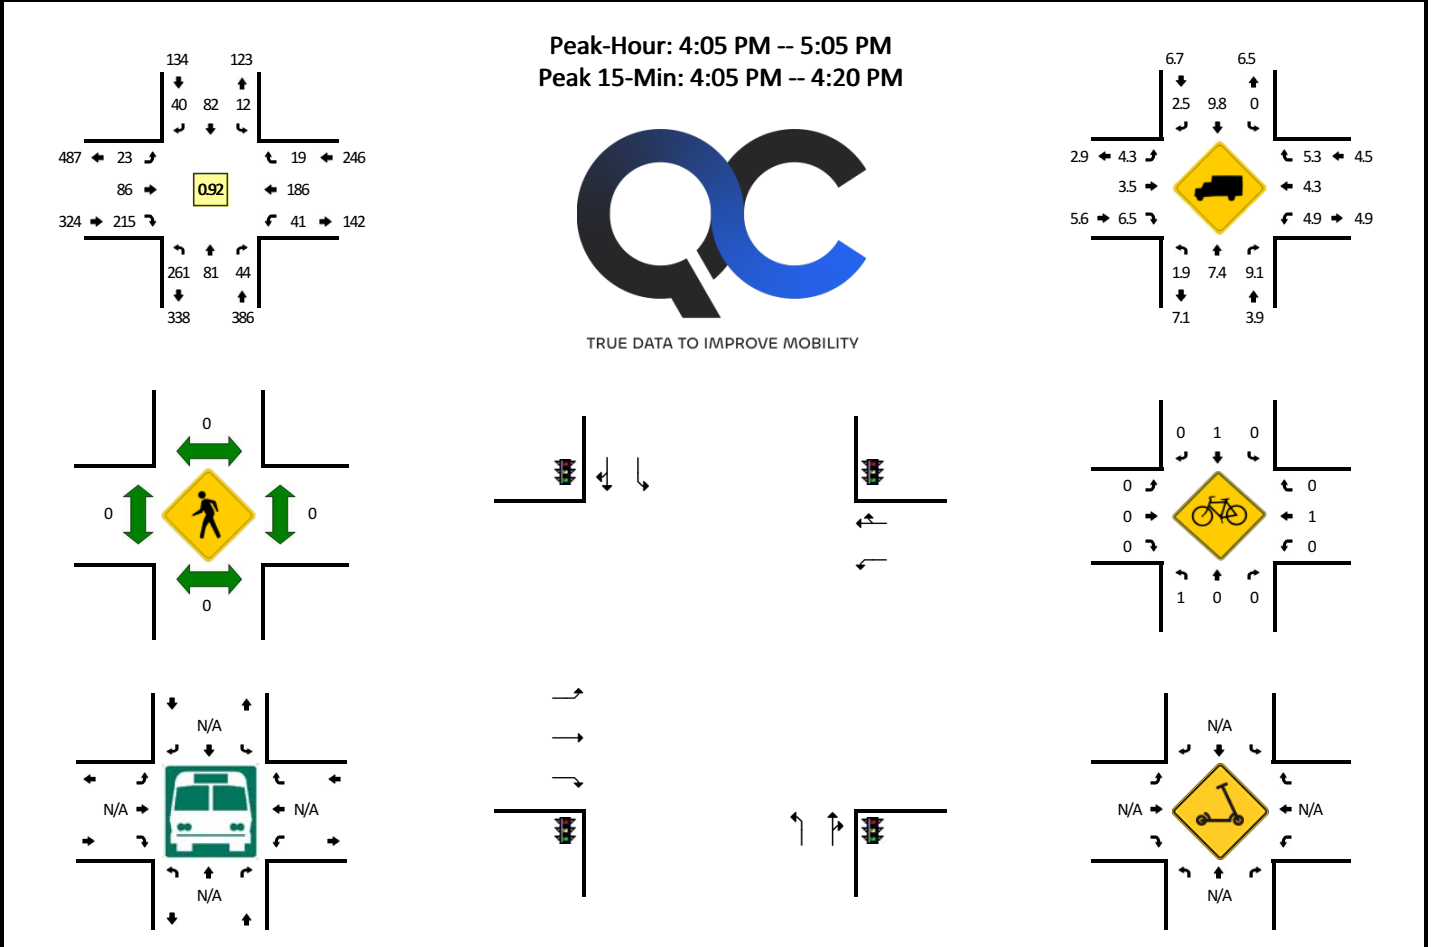 Peak-Hour: 4:05 PM -- 5:05 PM
Peak 15-Min: 4:05 PM -- 4:20 PM
134 123
40 82 12
487 23 19 246
86 0.92 186
324 215 41 142
261 81 44
338 386
TRUE DATA TO IMPROVE MOBILITY
6.7 6.5
2.5 9.8 0
2.9 4.3 5.3 4.5
3.5 4.3
5.6 6.5 4.9 4.9
1.9 7.4 9.1
7.1 3.9
0
0 0
0
0 1 0
0 0
0 1
0 0
1 0 0
N/A
N/A N/A
N/A
N/A
N/A N/A
N/A